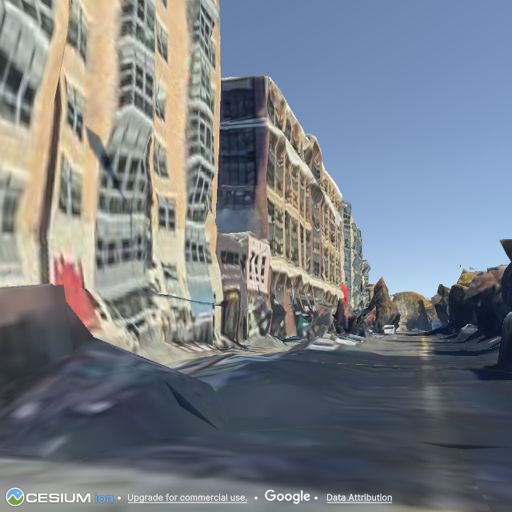 CESIUM ion • Upgrade for commercial use. • Google • Data Attribution